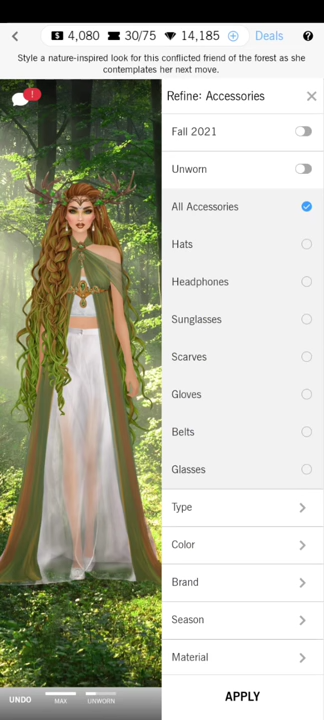 4,080 30/75 14,185 Deals
Style a nature-inspired look for this conflicted friend of the forest as she
contemplates her next move.
Refine: Accessories
Fall 2021
Unworn
All Accessories
Hats
Headphones
Sunglasses
Scarves
Gloves
Belts
Glasses
Type
Color
Brand
Season
Material
UNDO MAX UNWORN
APPLY